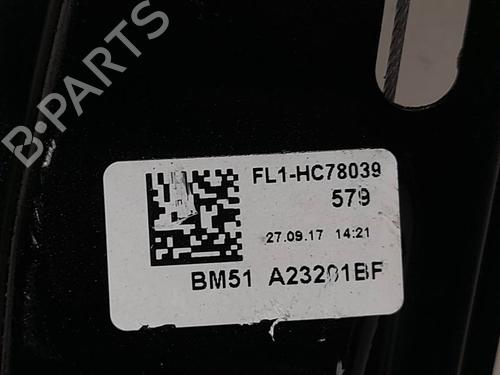 B-PARTS
FL1-HC78039
579
27.09.17 14:21
BM51 A23201BF